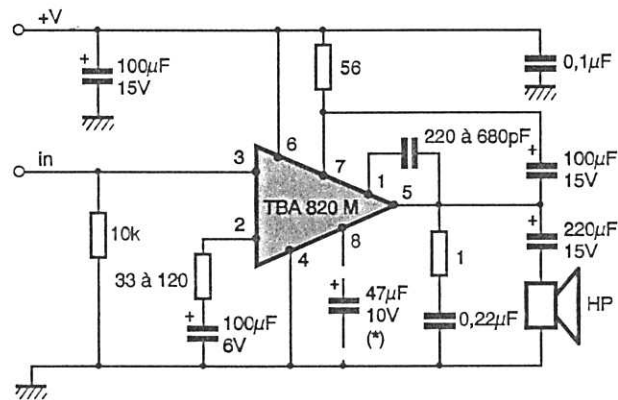 +V
100µF
15V
56
0,1µF
220 à 680pF
6
7
in
3
1
100µF
15V
5
TBA 820 M
2
8
10k
4
220µF
15V
33 à 120
1
47µF
10V
(*)
HP
100µF
6V
0,22µF
+
+
+
+
+